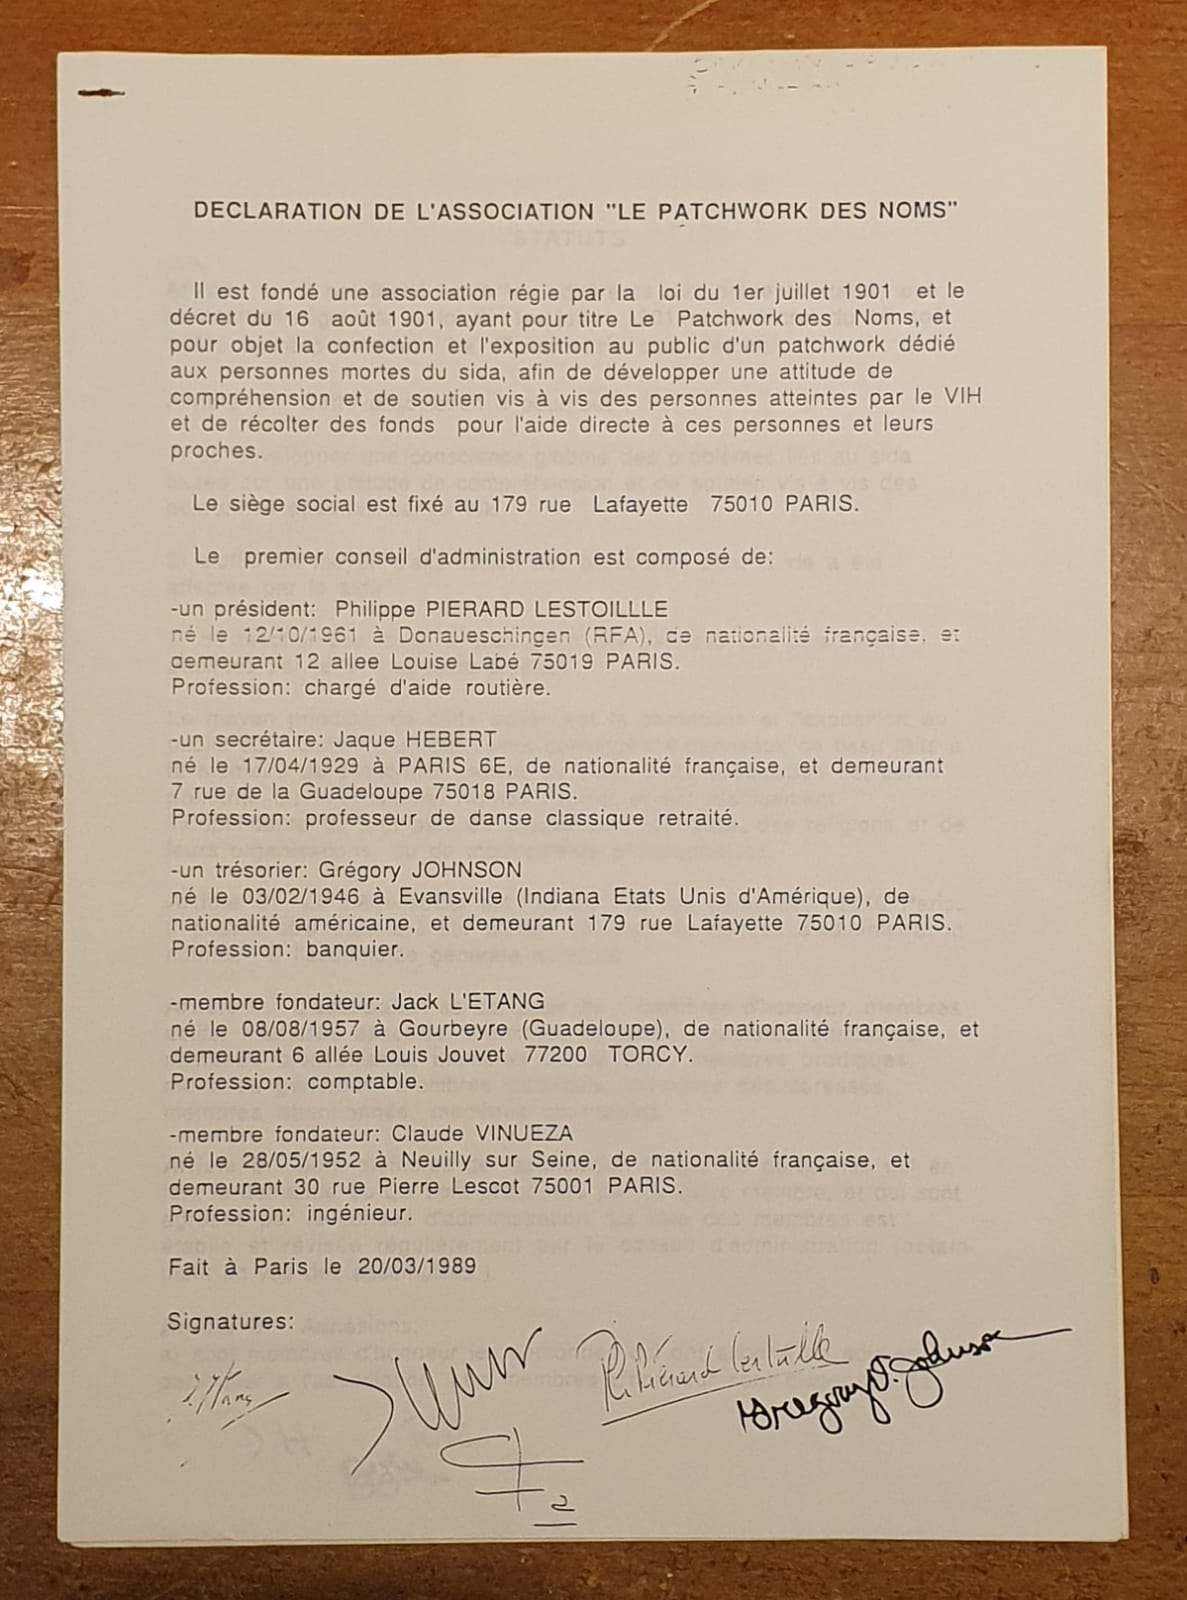 DECLARATION DE L'ASSOCIATION "LE PATCHWORK DES NOMS"
STATUTS
Il est fondé une association régie par la loi du 1er juillet 1901 et le
décret du 16 août 1901, ayant pour titre Le Patchwork des Noms, et
pour objet la confection et l'exposition au public d'un patchwork dédié
aux personnes mortes du sida, afin de développer une attitude de
compréhension et de soutien vis à vis des personnes atteintes par le VIH
et de récolter des fonds pour l'aide directe à ces personnes et leurs
proches.
Le siège social est fixé au 179 rue Lafayette 75010 PARIS.
Le premier conseil d'administration est composé de:
-un président: Philippe PIERARD LESTOILLLE
né le 12/10/1961 à Donaueschingen (RFA), de nationalité française, et
demeurant 12 allee Louise Labé 75019 PARIS.
Profession: chargé d'aide routière.
-un secrétaire: Jaque HEBERT
né le 17/04/1929 à PARIS 6E, de nationalité française, et demeurant
7 rue de la Guadeloupe 75018 PARIS.
Profession: professeur de danse classique retraité.
-un trésorier: Grégory JOHNSON
né le 03/02/1946 à Evansville (Indiana Etats Unis d'Amérique), de
nationalité américaine, et demeurant 179 rue Lafayette 75010 PARIS.
Profession: banquier.
-membre fondateur: Jack L'ETANG
né le 08/08/1957 à Gourbeyre (Guadeloupe), de nationalité française, et
demeurant 6 allée Louis Jouvet 77200 TORCY.
Profession: comptable.
-membre fondateur: Claude VINUEZA
né le 28/05/1952 à Neuilly sur Seine, de nationalité française, et
demeurant 30 rue Pierre Lescot 75001 PARIS.
Profession: ingénieur.
Fait à Paris le 20/03/1989
Signatures:
Ph Piérard Lestoille
Gregory D. Johnson